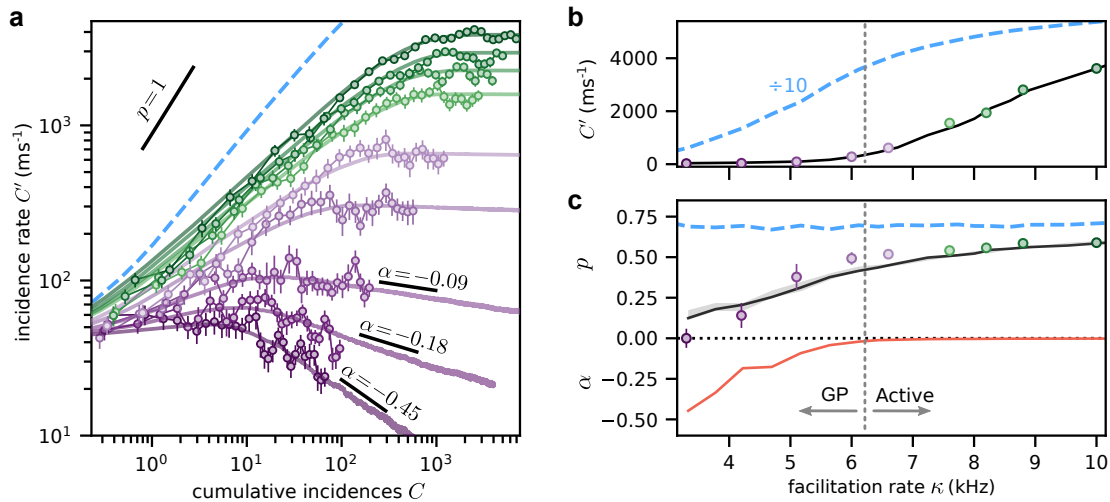 a
incidence rate C′ (ms⁻¹)
10³
10²
10¹
p=1
α=−0.09
α=−0.18
α=−0.45
10⁰ 10¹ 10² 10³
cumulative incidences C
b
C′ (ms⁻¹)
4000
2000
0
÷10
c
p
α
0.75
0.50
0.25
0.00
−0.25
−0.50
GP Active
4 5 6 7 8 9 10
facilitation rate κ (kHz)